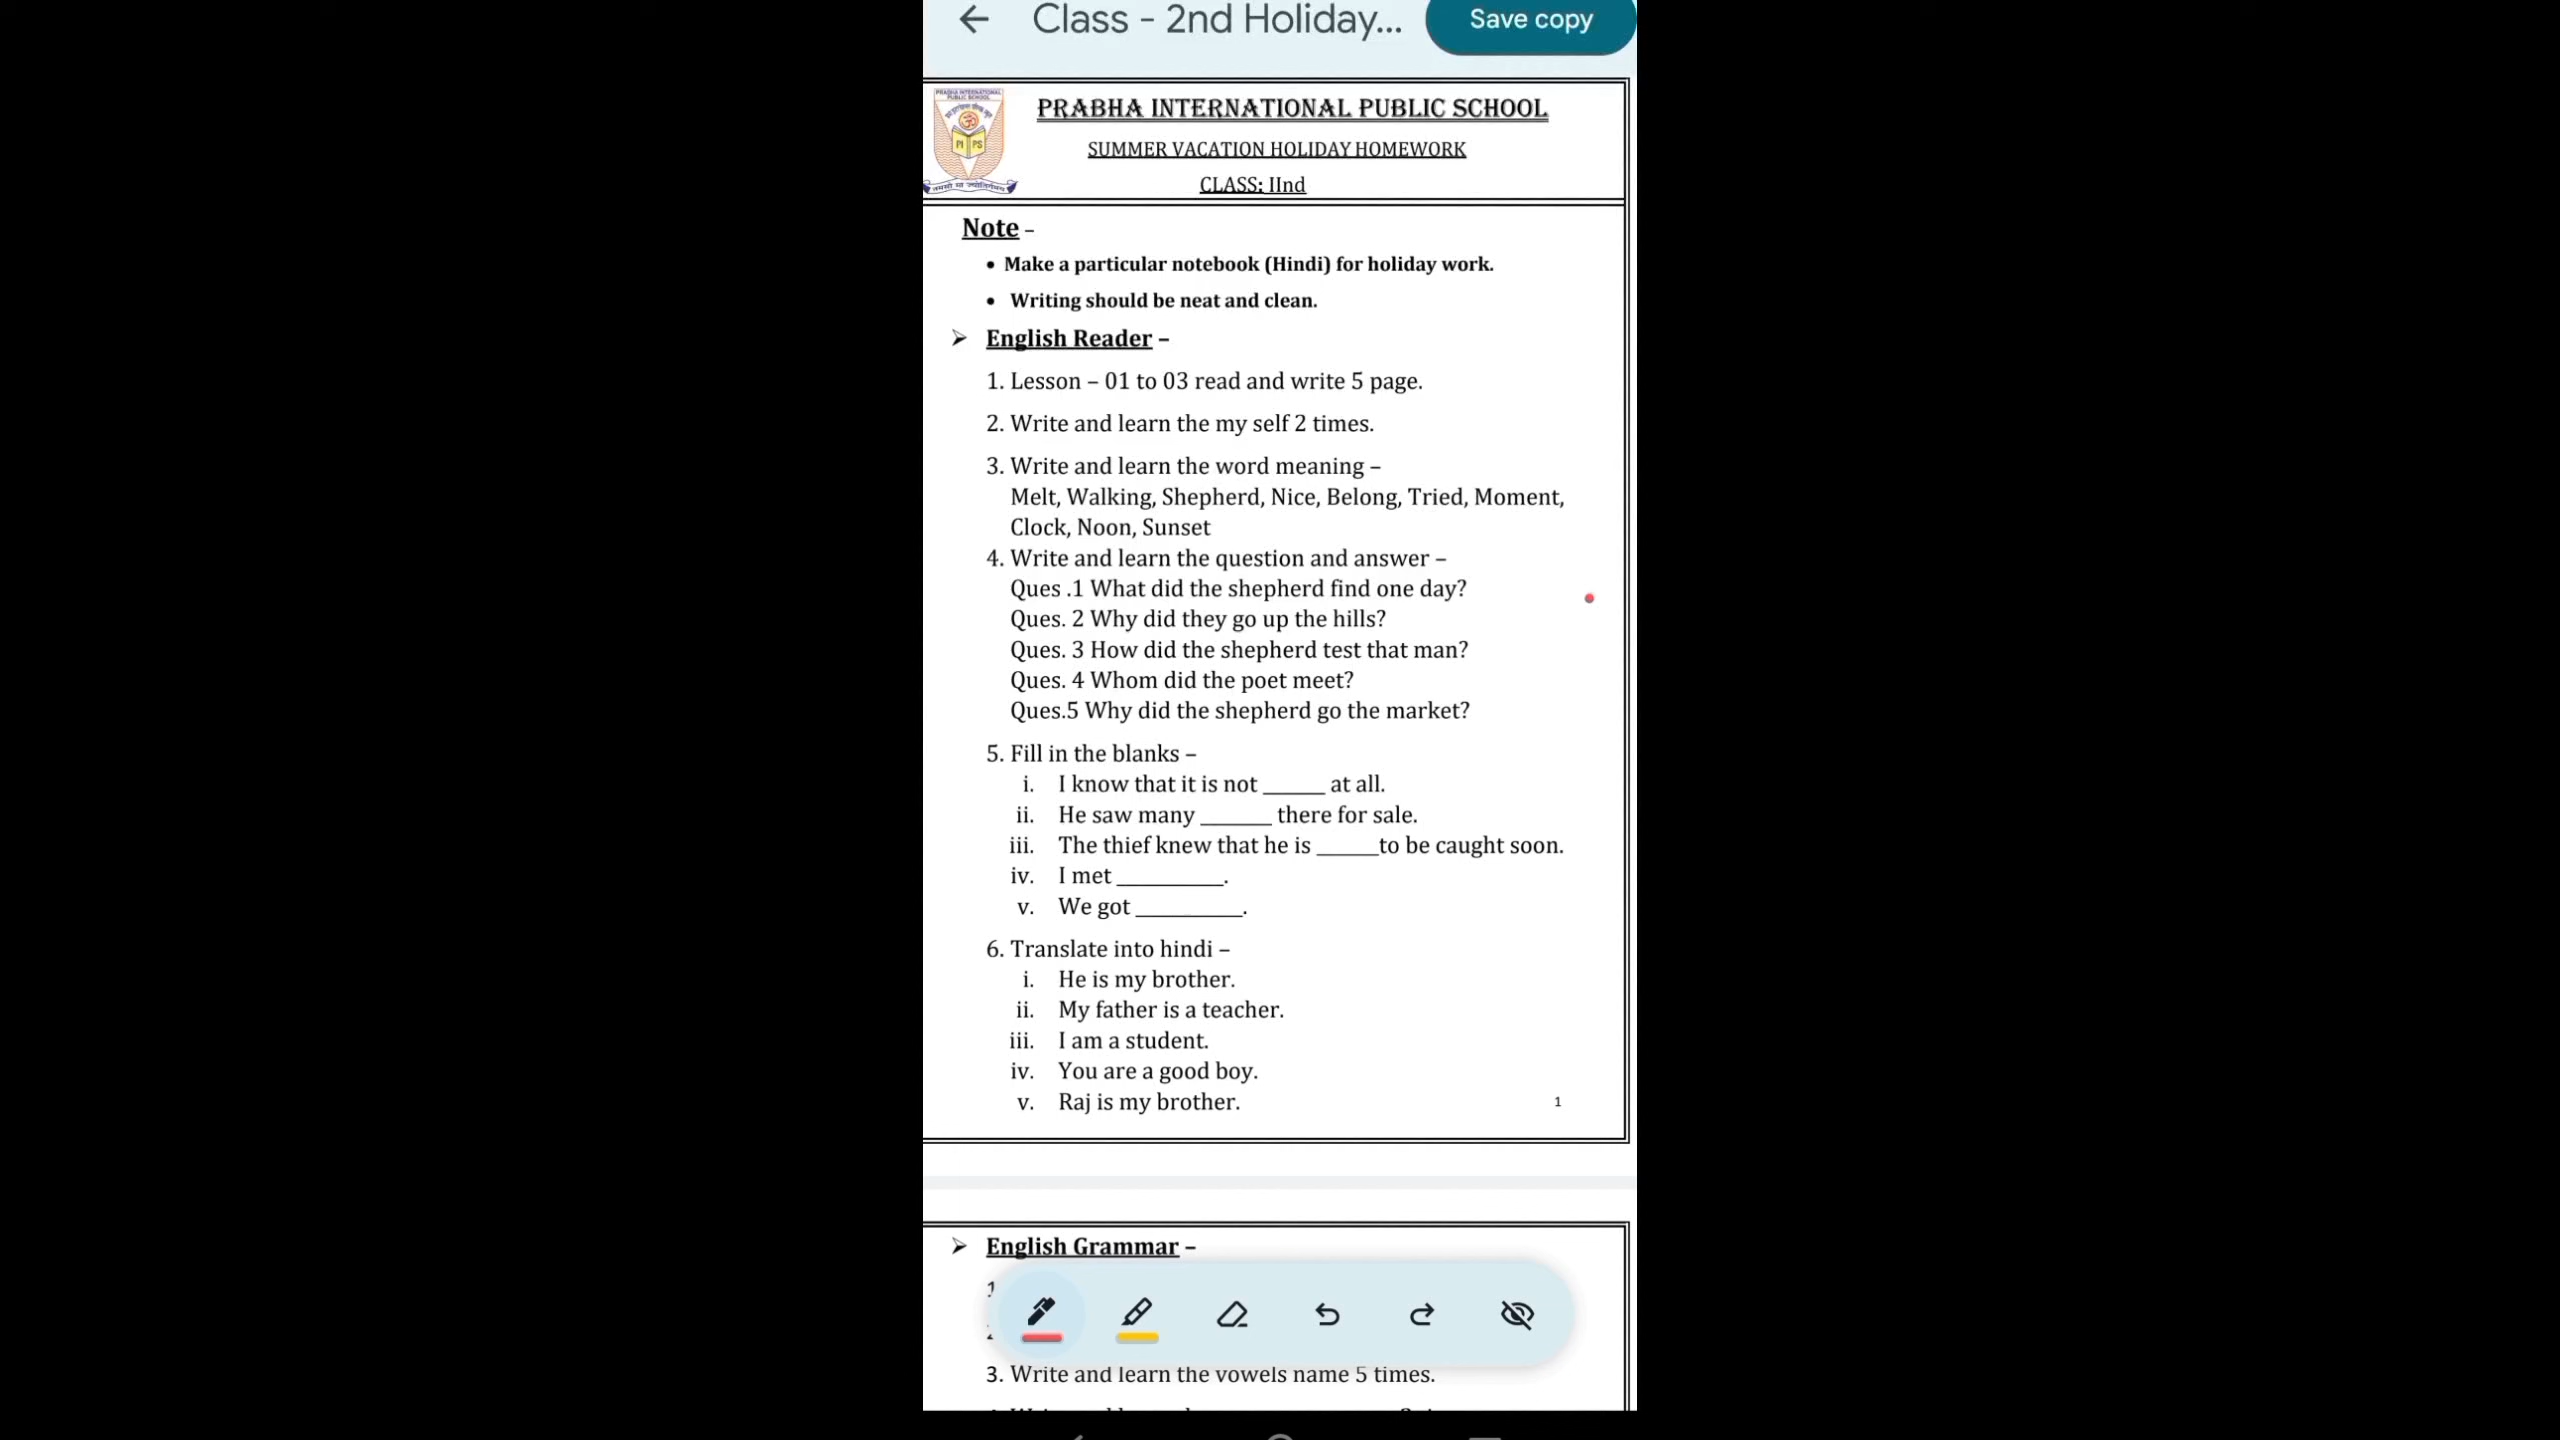 Class - 2nd Holiday...
Save copy
PRABHA INTERNATIONAL PUBLIC SCHOOL
PI PS
PRABHA INTERNATIONAL PUBLIC SCHOOL
SUMMER VACATION HOLIDAY HOMEWORK
CLASS: IInd
Note –
• Make a particular notebook (Hindi) for holiday work.
• Writing should be neat and clean.
➢ English Reader –
1. Lesson – 01 to 03 read and write 5 page.
2. Write and learn the my self 2 times.
3. Write and learn the word meaning –
Melt, Walking, Shepherd, Nice, Belong, Tried, Moment,
Clock, Noon, Sunset
4. Write and learn the question and answer –
Ques .1 What did the shepherd find one day?
Ques. 2 Why did they go up the hills?
Ques. 3 How did the shepherd test that man?
Ques. 4 Whom did the poet meet?
Ques.5 Why did the shepherd go the market?
5. Fill in the blanks –
i. I know that it is not ______ at all.
ii. He saw many _______ there for sale.
iii. The thief knew that he is ______to be caught soon.
iv. I met __________.
v. We got __________.
6. Translate into hindi –
i. He is my brother.
ii. My father is a teacher.
iii. I am a student.
iv. You are a good boy.
v. Raj is my brother.
1
➢ English Grammar –
3. Write and learn the vowels name 5 times.